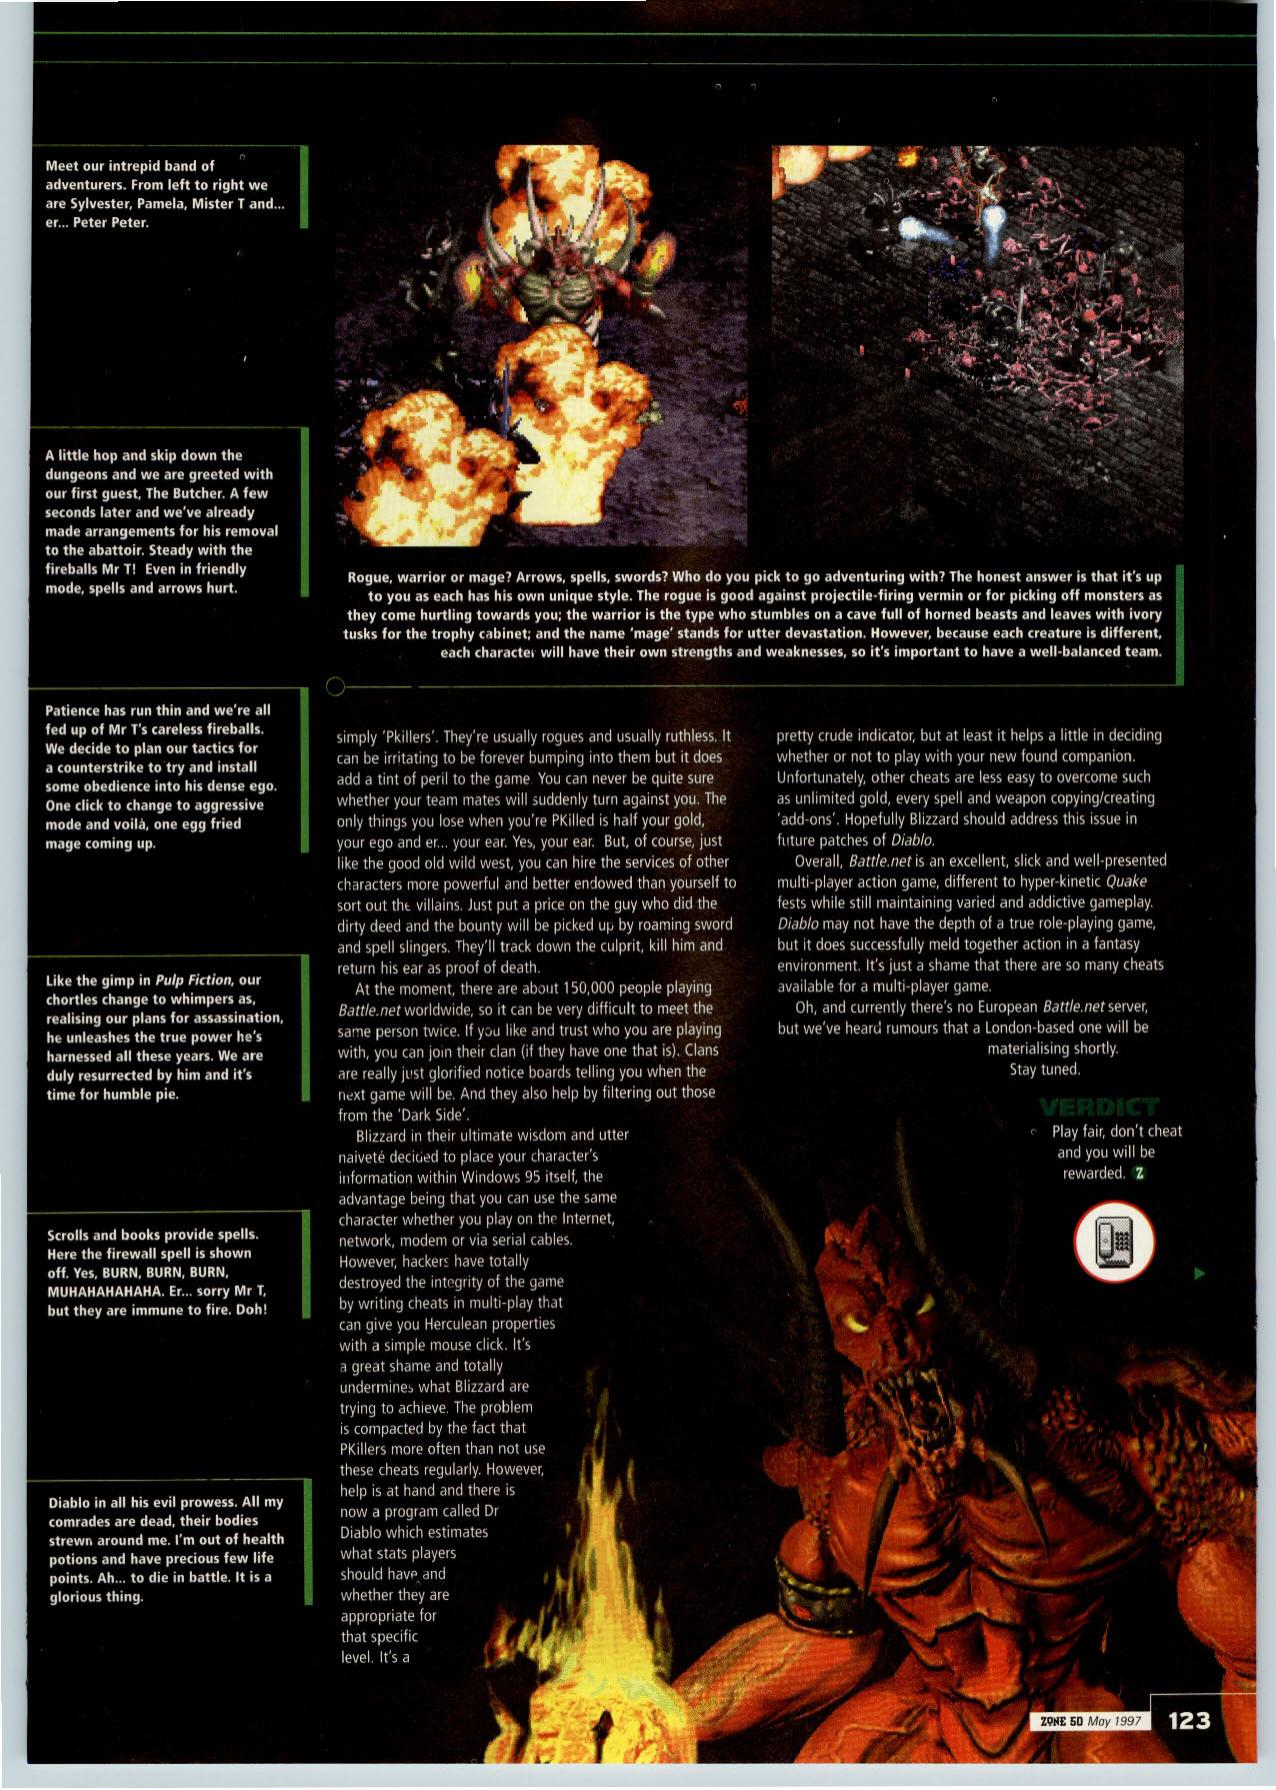 Meet our intrepid band of
adventurers. From left to right we
are Sylvester, Pamela, Mister T and...
er... Peter Peter.
A little hop and skip down the
dungeons and we are greeted with
our first guest, The Butcher. A few
seconds later and we've already
made arrangements for his removal
to the abattoir. Steady with the
fireballs Mr T! Even in friendly
mode, spells and arrows hurt.
Patience has run thin and we're all
fed up of Mr T's careless fireballs.
We decide to plan our tactics for
a counterstrike to try and install
some obedience into his dense ego.
One click to change to aggressive
mode and voilà, one egg fried
mage coming up.
Like the gimp in Pulp Fiction, our
chortles change to whimpers as,
realising our plans for assassination,
he unleashes the true power he's
harnessed all these years. We are
duly resurrected by him and it's
time for humble pie.
Scrolls and books provide spells.
Here the firewall spell is shown
off. Yes, BURN, BURN, BURN,
MUHAHAHAHAHA. Er... sorry Mr T,
but they are immune to fire. Doh!
Diablo in all his evil prowess. All my
comrades are dead, their bodies
strewn around me. I'm out of health
potions and have precious few life
points. Ah... to die in battle. It is a
glorious thing.
Rogue, warrior or mage? Arrows, spells, swords? Who do you pick to go adventuring with? The honest answer is that it's up
to you as each has his own unique style. The rogue is good against projectile-firing vermin or for picking off monsters as
they come hurtling towards you; the warrior is the type who stumbles on a cave full of horned beasts and leaves with ivory
tusks for the trophy cabinet; and the name 'mage' stands for utter devastation. However, because each creature is different,
each character will have their own strengths and weaknesses, so it's important to have a well-balanced team.
simply 'Pkillers'. They're usually rogues and usually ruthless. It
can be irritating to be forever bumping into them but it does
add a tint of peril to the game. You can never be quite sure
whether your team mates will suddenly turn against you. The
only things you lose when you're PKilled is half your gold,
your ego and er... your ear. Yes, your ear. But, of course, just
like the good old wild west, you can hire the services of other
characters more powerful and better endowed than yourself to
sort out the villains. Just put a price on the guy who did the
dirty deed and the bounty will be picked up by roaming sword
and spell slingers. They'll track down the culprit, kill him and
return his ear as proof of death.
At the moment, there are about 150,000 people playing
Battle.net worldwide, so it can be very difficult to meet the
same person twice. If you like and trust who you are playing
with, you can join their clan (if they have one that is). Clans
are really just glorified notice boards telling you when the
next game will be. And they also help by filtering out those
from the 'Dark Side'.
Blizzard in their ultimate wisdom and utter
naiveté decided to place your character's
information within Windows 95 itself, the
advantage being that you can use the same
character whether you play on the Internet,
network, modem or via serial cables.
However, hackers have totally
destroyed the integrity of the game
by writing cheats in multi-play that
can give you Herculean properties
with a simple mouse click. It's
a great shame and totally
undermines what Blizzard are
trying to achieve. The problem
is compacted by the fact that
PKillers more often than not use
these cheats regularly. However,
help is at hand and there is
now a program called Dr
Diablo which estimates
what stats players
should have and
whether they are
appropriate for
that specific
level. It's a
pretty crude indicator, but at least it helps a little in deciding
whether or not to play with your new found companion.
Unfortunately, other cheats are less easy to overcome such
as unlimited gold, every spell and weapon copying/creating
'add-ons'. Hopefully Blizzard should address this issue in
future patches of Diablo.
Overall, Battle.net is an excellent, slick and well-presented
multi-player action game, different to hyper-kinetic Quake
fests while still maintaining varied and addictive gameplay.
Diablo may not have the depth of a true role-playing game,
but it does successfully meld together action in a fantasy
environment. It's just a shame that there are so many cheats
available for a multi-player game.
Oh, and currently there's no European Battle.net server,
but we've heard rumours that a London-based one will be
materialising shortly.
Stay tuned.
VERDICT
Play fair, don't cheat
and you will be
rewarded. Z
ZONE 50 May 1997 123